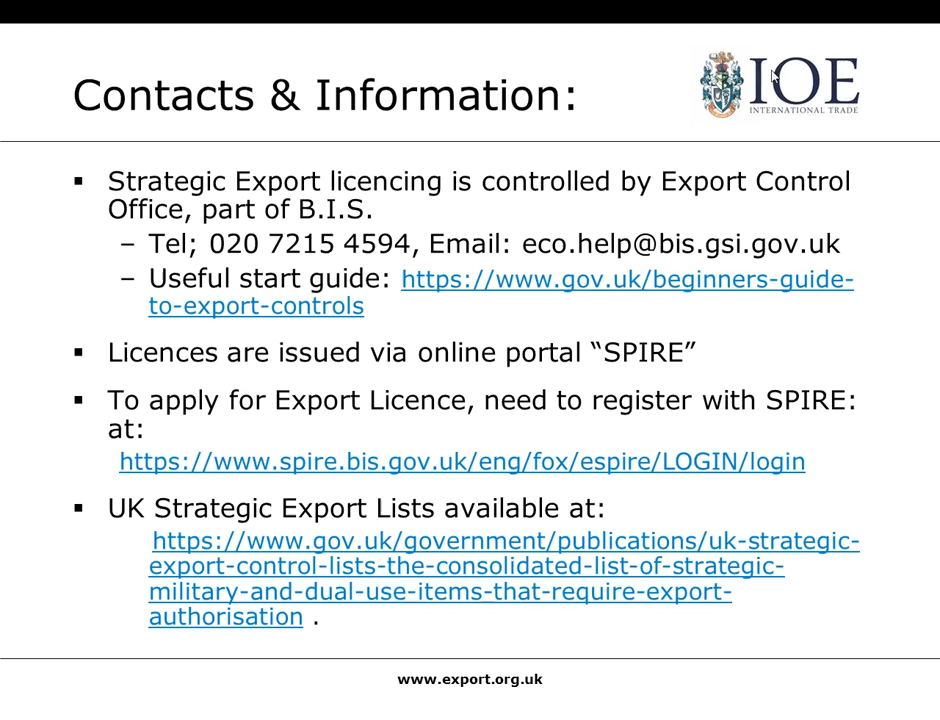 Contacts & Information:
IOE
INTERNATIONAL TRADE
▪ Strategic Export licencing is controlled by Export Control
Office, part of B.I.S.
– Tel; 020 7215 4594, Email: eco.help@bis.gsi.gov.uk
– Useful start guide: https://www.gov.uk/beginners-guide-
to-export-controls
▪ Licences are issued via online portal “SPIRE”
▪ To apply for Export Licence, need to register with SPIRE:
at:
https://www.spire.bis.gov.uk/eng/fox/espire/LOGIN/login
▪ UK Strategic Export Lists available at:
https://www.gov.uk/government/publications/uk-strategic-
export-control-lists-the-consolidated-list-of-strategic-
military-and-dual-use-items-that-require-export-
authorisation .
www.export.org.uk